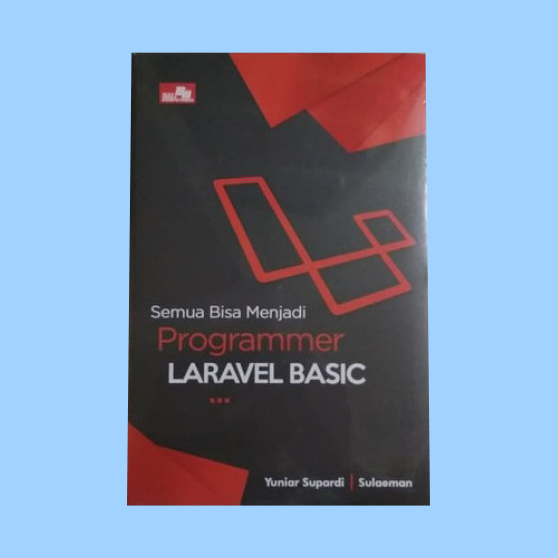 Semua Bisa Menjadi
Programmer
LARAVEL BASIC
Yuniar Supardi | Sulaeman